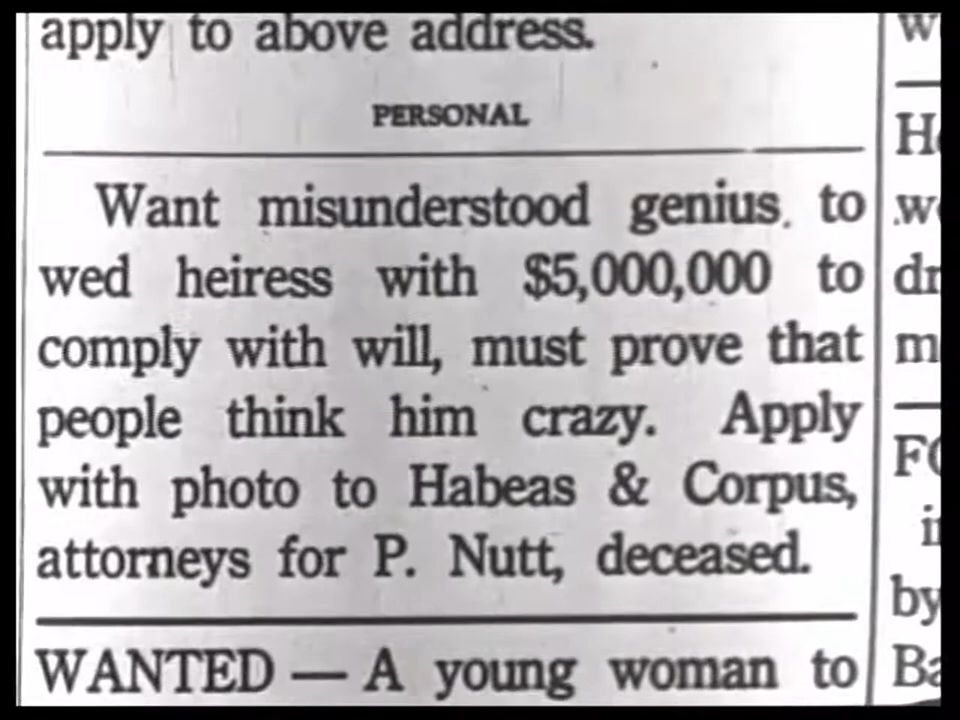 apply to above address.
PERSONAL
Want misunderstood genius. to
wed heiress with $5,000,000 to
comply with will, must prove that
people think him crazy. Apply
with photo to Habeas & Corpus,
attorneys for P. Nutt, deceased.
WANTED — A young woman to